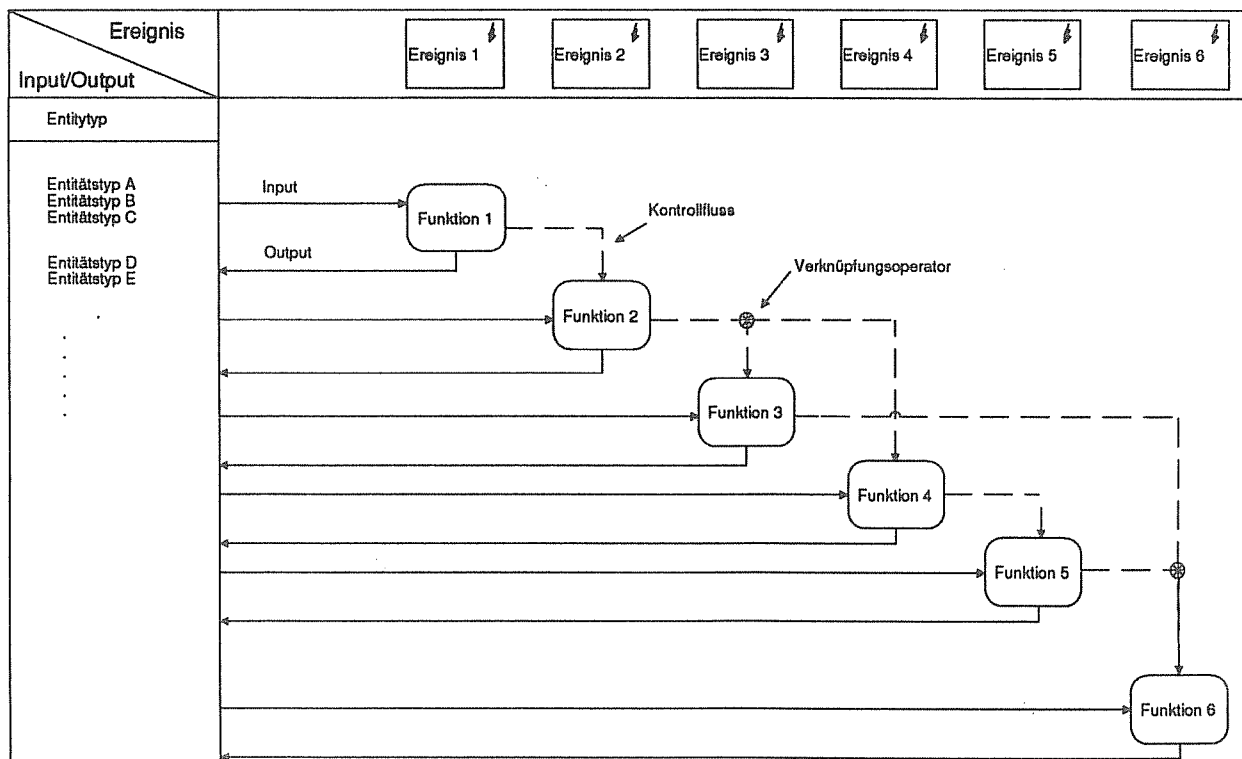 Ereignis
Input/Output
Ereignis 1
Ereignis 2
Ereignis 3
Ereignis 4
Ereignis 5
Ereignis 6
Entitytyp
Entitätstyp A
Entitätstyp B
Entitätstyp C
Entitätstyp D
Entitätstyp E
Input
Output
Funktion 1
Kontrollfluss
Funktion 2
Verknüpfungsoperator
Funktion 3
Funktion 4
Funktion 5
Funktion 6